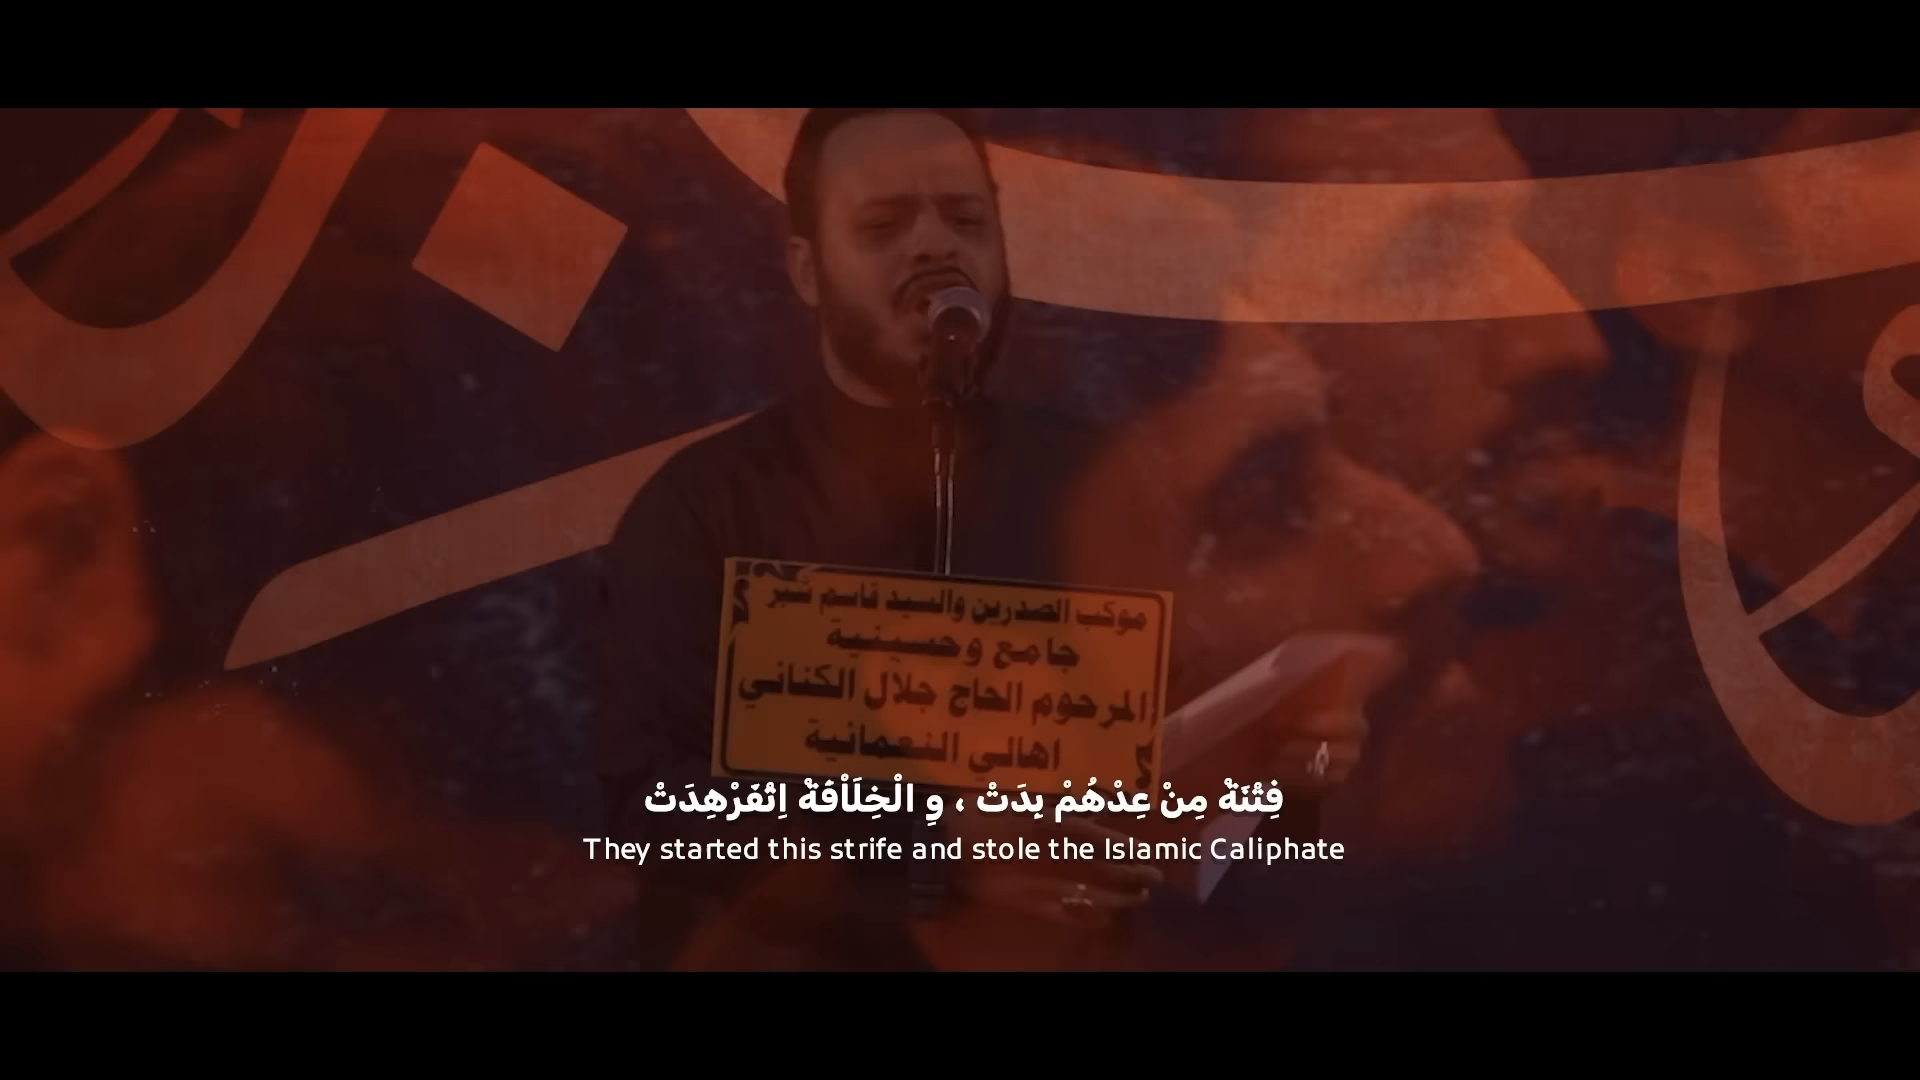 موكب الصدرين والسيد قاسم شبر
جامع وحسينية
المرحوم الحاج جلال الكناني
اهالي النعمانية
فِتْنَةْ مِنْ عِدْهُمْ بِدَتْ ، وِ الْخِلَاْفَةْ اِتْفَرْهِدَتْ
They started this strife and stole the Islamic Caliphate